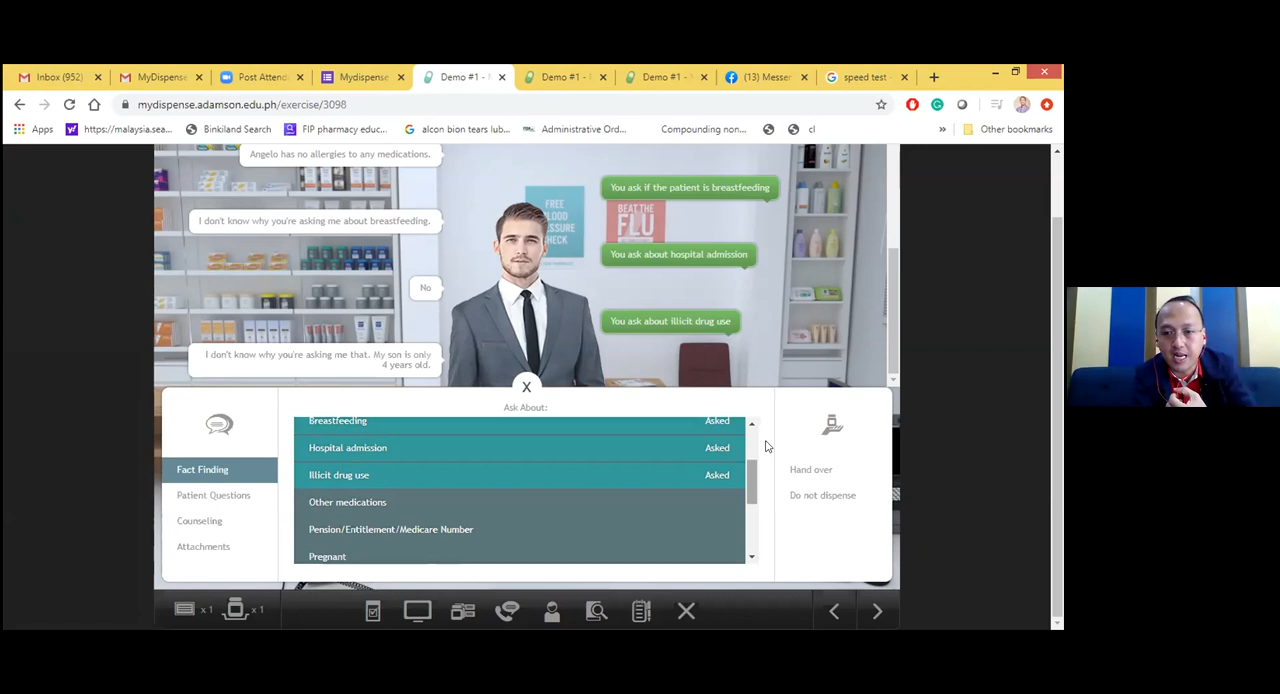 Inbox (952)
MyDispense
Post Attend
Mydispense
Demo #1 -
Demo #1 -
Demo #1 -
(13) Messer
speed test -
mydispense.adamson.edu.ph/exercise/3098
Apps
https://malaysia.sea...
Binkiland Search
FIP pharmacy educ...
alcon bion tears lub...
Administrative Ord...
Compounding non...
cl
»
Other bookmarks
Angelo has no allergies to any medications.
You ask if the patient is breastfeeding
I don't know why you're asking me about breastfeeding.
FREE
BLOOD
PRESSURE
CHECK
BEAT THE
FLU
You ask about hospital admission
No
You ask about illicit drug use
I don't know why you're asking me that. My son is only
4 years old.
X
Ask About:
Breastfeeding Asked
Hospital admission Asked
Illicit drug use Asked
Other medications
Pension/Entitlement/Medicare Number
Pregnant
Fact Finding
Patient Questions
Counseling
Attachments
Hand over
Do not dispense
x 1
x 1